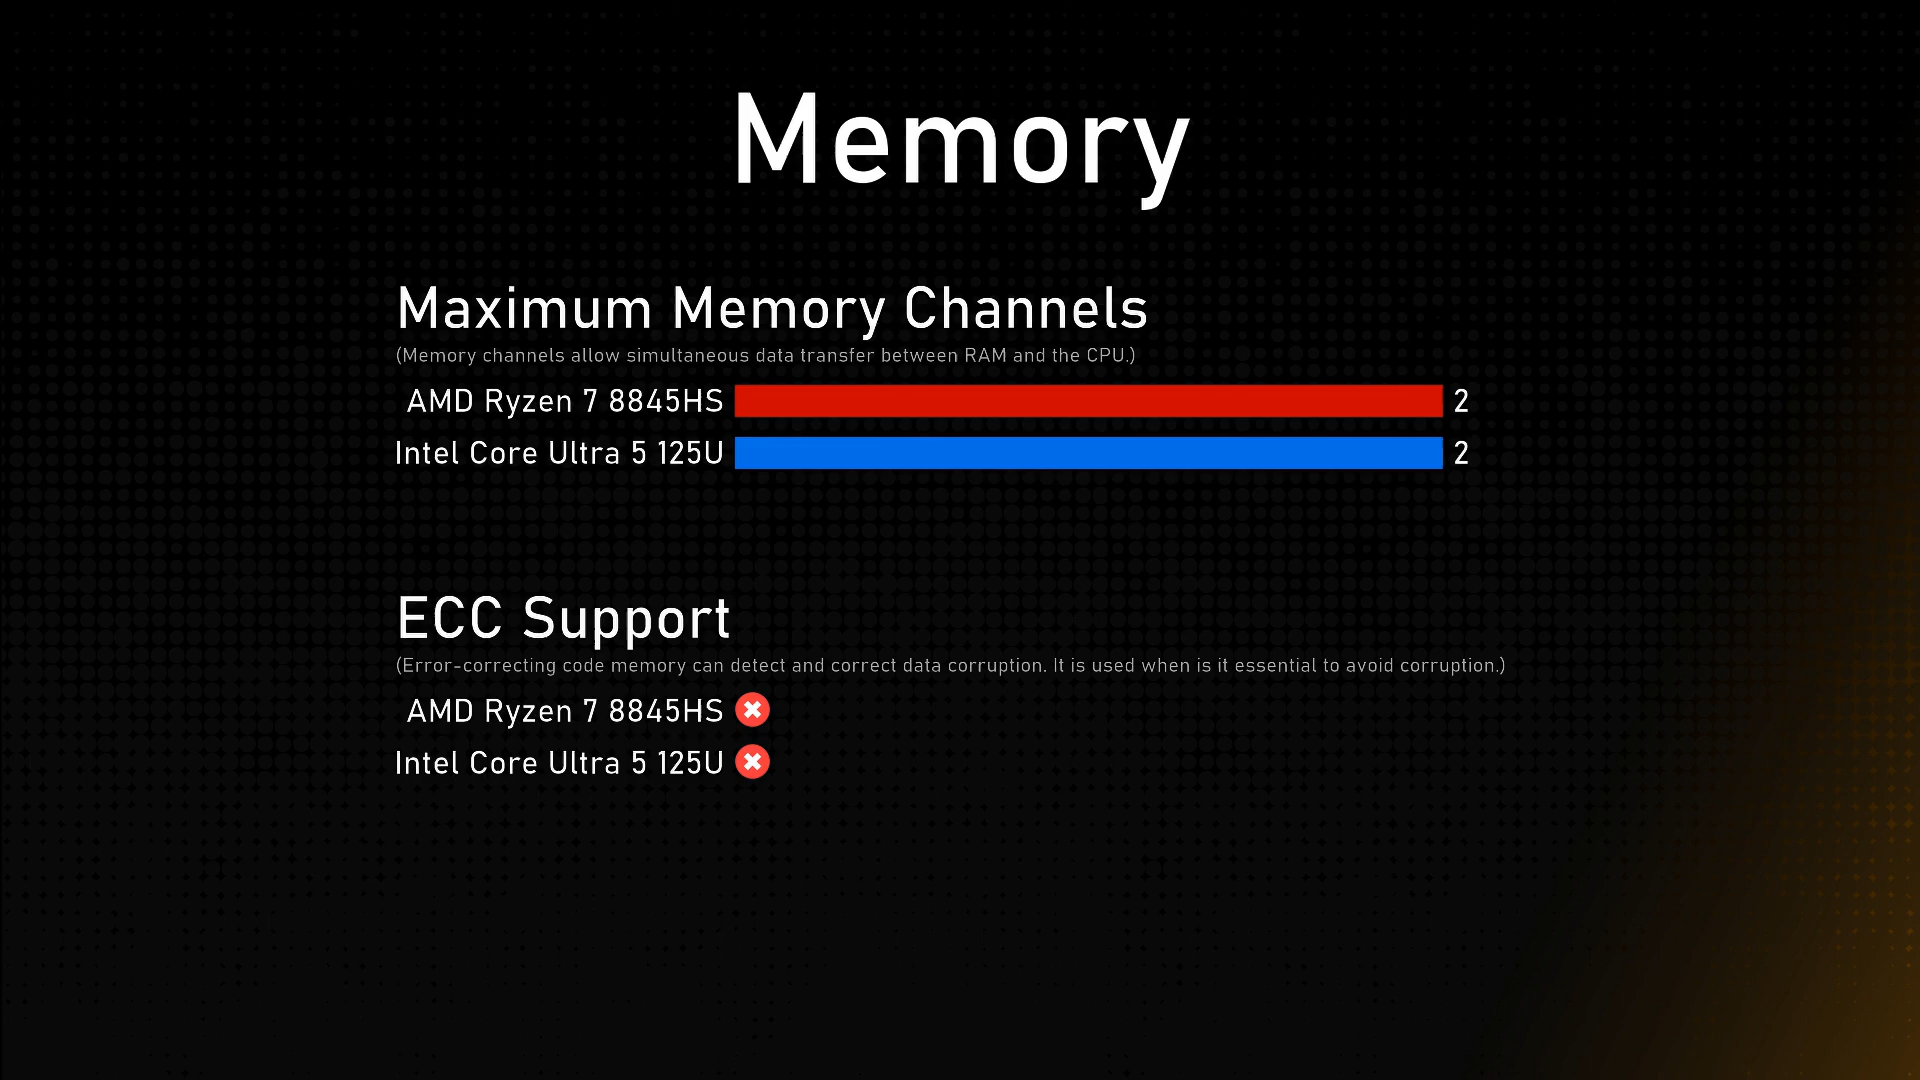 Memory
Maximum Memory Channels
(Memory channels allow simultaneous data transfer between RAM and the CPU.)
AMD Ryzen 7 8845HS 2
Intel Core Ultra 5 125U 2
ECC Support
(Error-correcting code memory can detect and correct data corruption. It is used when is it essential to avoid corruption.)
AMD Ryzen 7 8845HS
Intel Core Ultra 5 125U